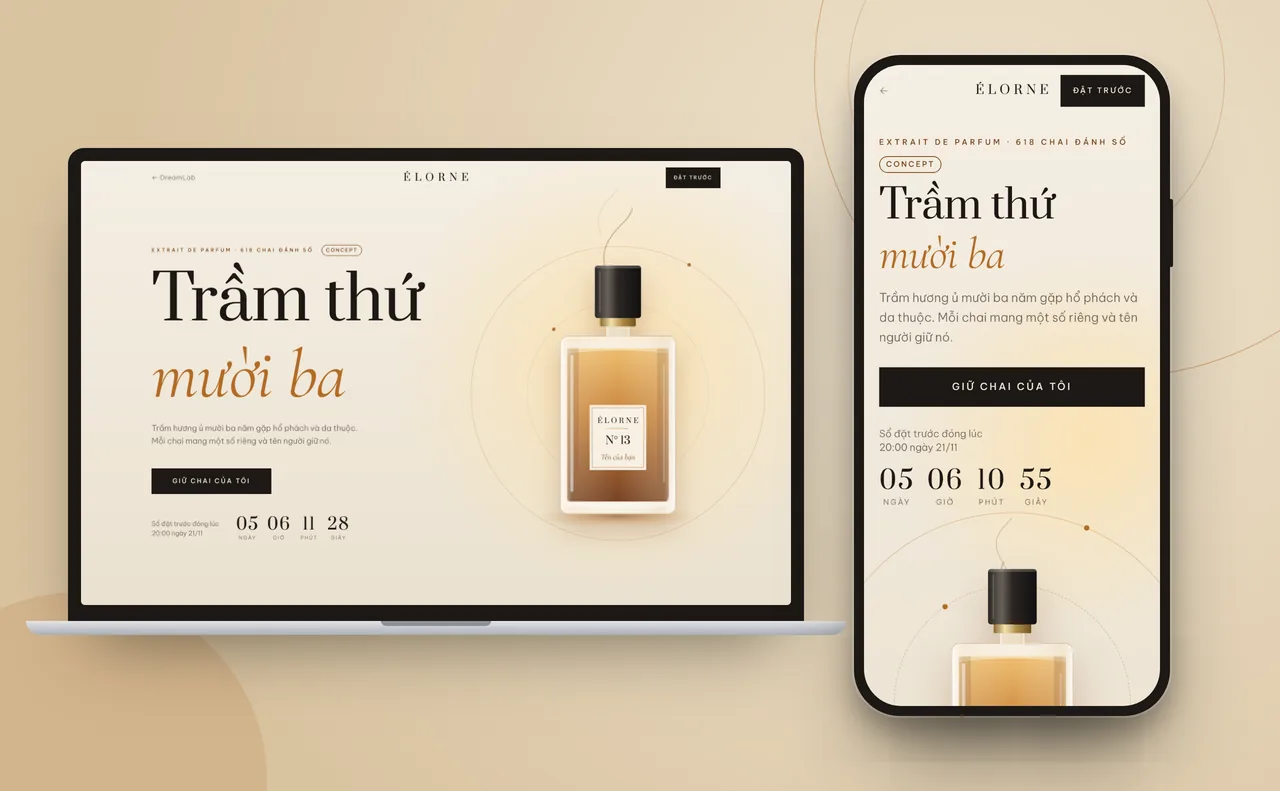 ← DreamLab
ÉLORNE
ĐẶT TRƯỚC
EXTRAIT DE PARFUM · 618 CHAI ĐÁNH SỐ
CONCEPT
Trầm thứ
mười ba
Trầm hương ủ mười ba năm gặp hổ phách và da thuộc.
Mỗi chai mang một số riêng và tên người giữ nó.
GIỮ CHAI CỦA TÔI
Sổ đặt trước đóng lúc
20:00 ngày 21/11
05 06 11 28
NGÀY GIỜ PHÚT GIÂY
ÉLORNE
Nº 13
Tên của bạn
←
ÉLORNE
ĐẶT TRƯỚC
EXTRAIT DE PARFUM · 618 CHAI ĐÁNH SỐ
CONCEPT
Trầm thứ
mười ba
Trầm hương ủ mười ba năm gặp hổ phách và
da thuộc. Mỗi chai mang một số riêng và tên
người giữ nó.
GIỮ CHAI CỦA TÔI
Sổ đặt trước đóng lúc
20:00 ngày 21/11
05 06 10 55
NGÀY GIỜ PHÚT GIÂY